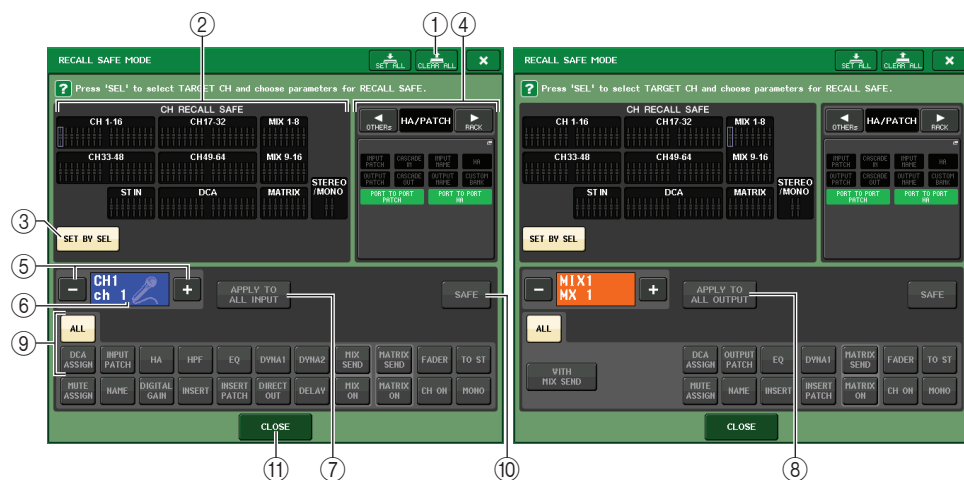 ① ② ④
RECALL SAFE MODE SET ALL CLEAR ALL ×
? Press 'SEL' to select TARGET CH and choose parameters for RECALL SAFE.
CH RECALL SAFE
CH 1-16 CH17-32 MIX 1-8
CH33-48 CH49-64 MIX 9-16
ST IN DCA MATRIX STEREO/MONO
OTHERs HA/PATCH RACK
INPUT PATCH CASCADE IN INPUT NAME HA
OUTPUT PATCH CASCADE OUT OUTPUT NAME CUSTOM BANK
PORT TO PORT PATCH PORT TO PORT HA
③ SET BY SEL
⑤ − CH1 +
⑥ ch 1
APPLY TO ALL INPUT
SAFE
⑨ ALL
DCA ASSIGN INPUT PATCH HA HPF EQ DYNA1 DYNA2 MIX SEND MATRIX SEND FADER TO ST
MUTE ASSIGN NAME DIGITAL GAIN INSERT INSERT PATCH DIRECT OUT DELAY MIX ON MATRIX ON CH ON MONO
CLOSE
⑪ ⑦ ⑩
RECALL SAFE MODE SET ALL CLEAR ALL ×
? Press 'SEL' to select TARGET CH and choose parameters for RECALL SAFE.
CH RECALL SAFE
CH 1-16 CH17-32 MIX 1-8
CH33-48 CH49-64 MIX 9-16
ST IN DCA MATRIX STEREO/MONO
OTHERs HA/PATCH RACK
INPUT PATCH CASCADE IN INPUT NAME HA
OUTPUT PATCH CASCADE OUT OUTPUT NAME CUSTOM BANK
PORT TO PORT PATCH PORT TO PORT HA
SET BY SEL
− MIX1 +
MX 1
APPLY TO ALL OUTPUT
SAFE
ALL
WITH MIX SEND
DCA ASSIGN OUTPUT PATCH EQ DYNA1 MATRIX SEND FADER TO ST
MUTE ASSIGN NAME INSERT INSERT PATCH MATRIX ON CH ON MONO
CLOSE
⑧